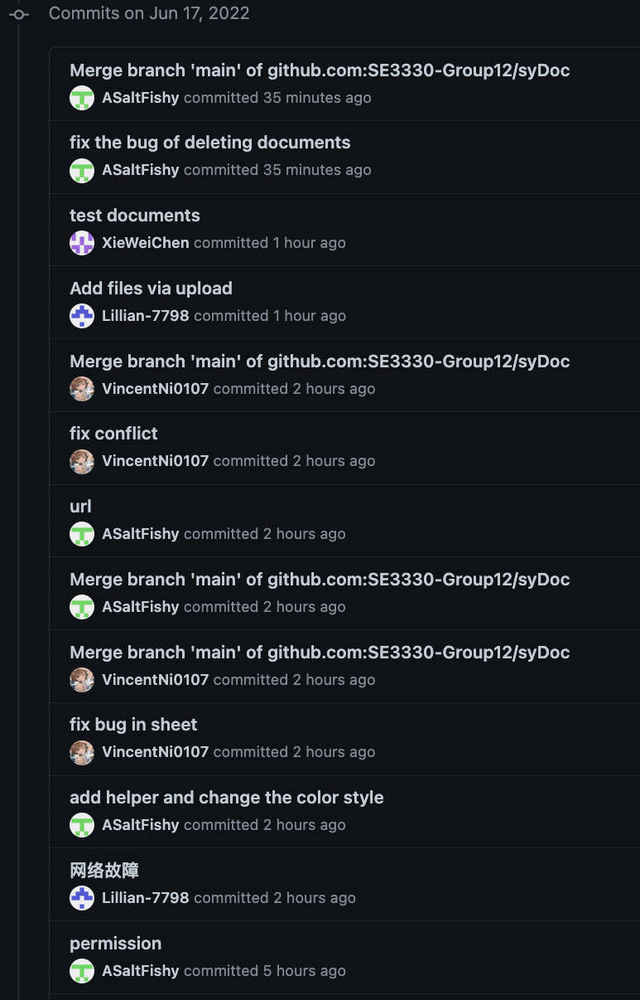 Commits on Jun 17, 2022
Merge branch 'main' of github.com:SE3330-Group12/syDoc
ASaltFishy committed 35 minutes ago
fix the bug of deleting documents
ASaltFishy committed 35 minutes ago
test documents
XieWeiChen committed 1 hour ago
Add files via upload
Lillian-7798 committed 1 hour ago
Merge branch 'main' of github.com:SE3330-Group12/syDoc
VincentNi0107 committed 2 hours ago
fix conflict
VincentNi0107 committed 2 hours ago
url
ASaltFishy committed 2 hours ago
Merge branch 'main' of github.com:SE3330-Group12/syDoc
ASaltFishy committed 2 hours ago
Merge branch 'main' of github.com:SE3330-Group12/syDoc
VincentNi0107 committed 2 hours ago
fix bug in sheet
VincentNi0107 committed 2 hours ago
add helper and change the color style
ASaltFishy committed 2 hours ago
网络故障
Lillian-7798 committed 2 hours ago
permission
ASaltFishy committed 5 hours ago